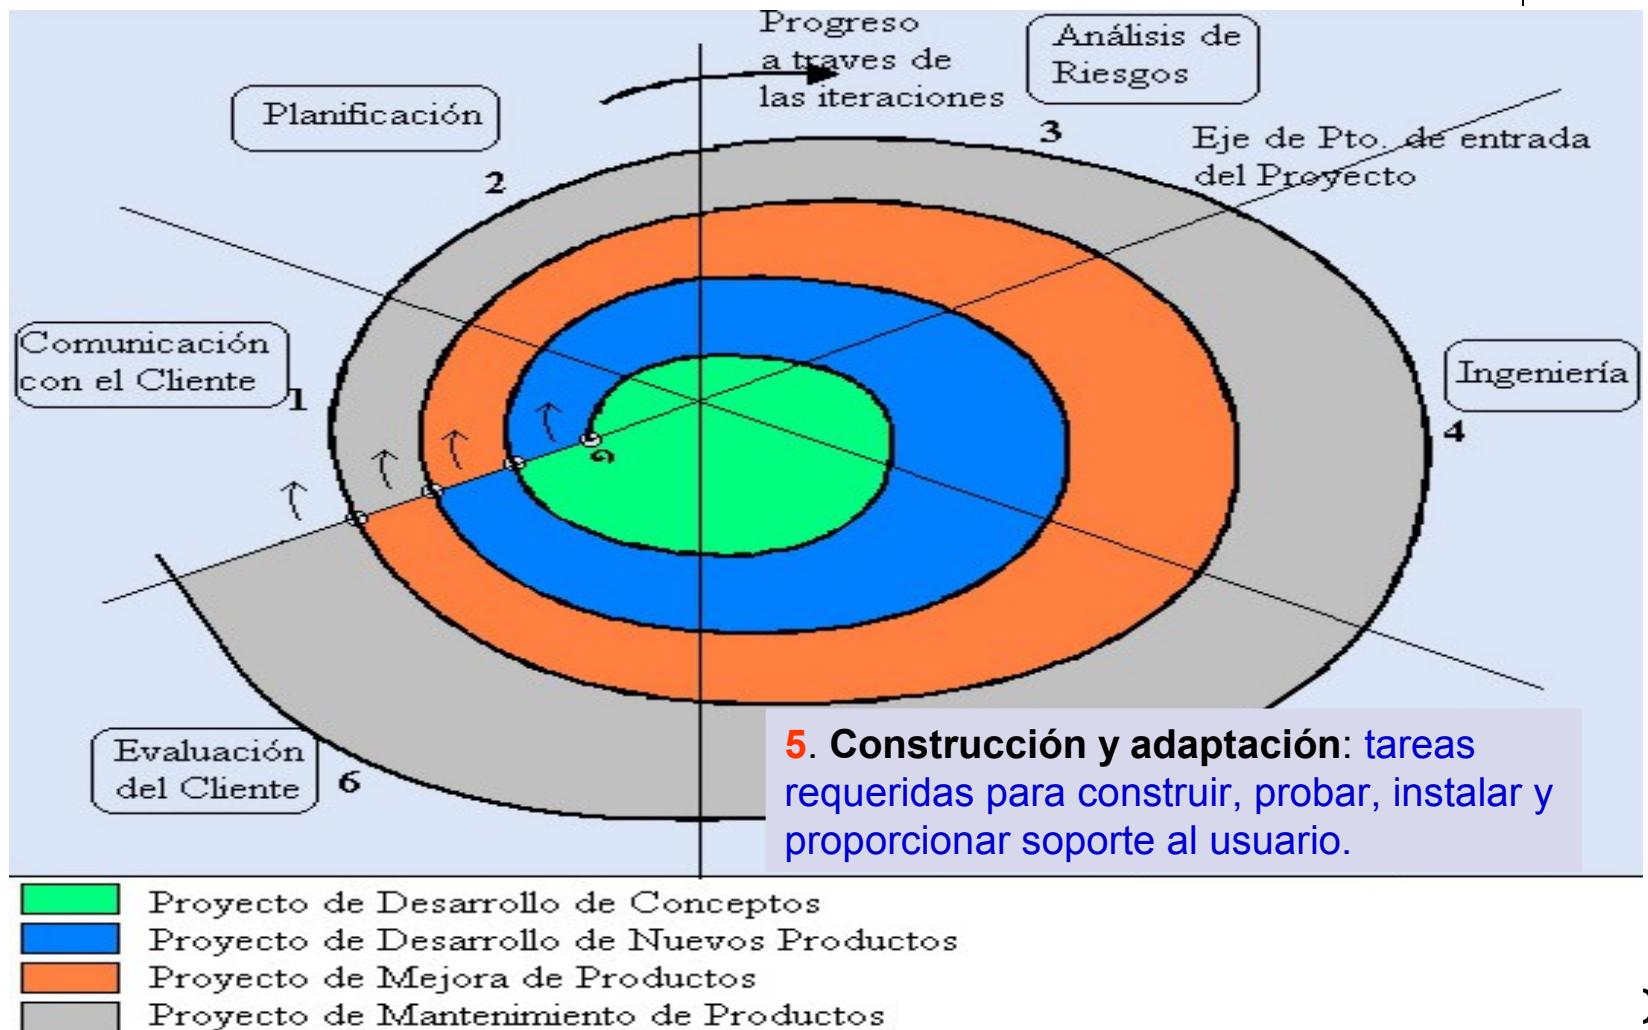 Progreso
a traves de
las iteraciones
Análisis de
Riesgos
Planificación
3
Eje de Pto. de entrada
del Proyecto
2
Comunicación
con el Cliente
1
Ingeniería
4
5. Construcción y adaptación: tareas
requeridas para construir, probar, instalar y
proporcionar soporte al usuario.
Evaluación
del Cliente
6
Proyecto de Desarrollo de Conceptos
Proyecto de Desarrollo de Nuevos Productos
Proyecto de Mejora de Productos
Proyecto de Mantenimiento de Productos